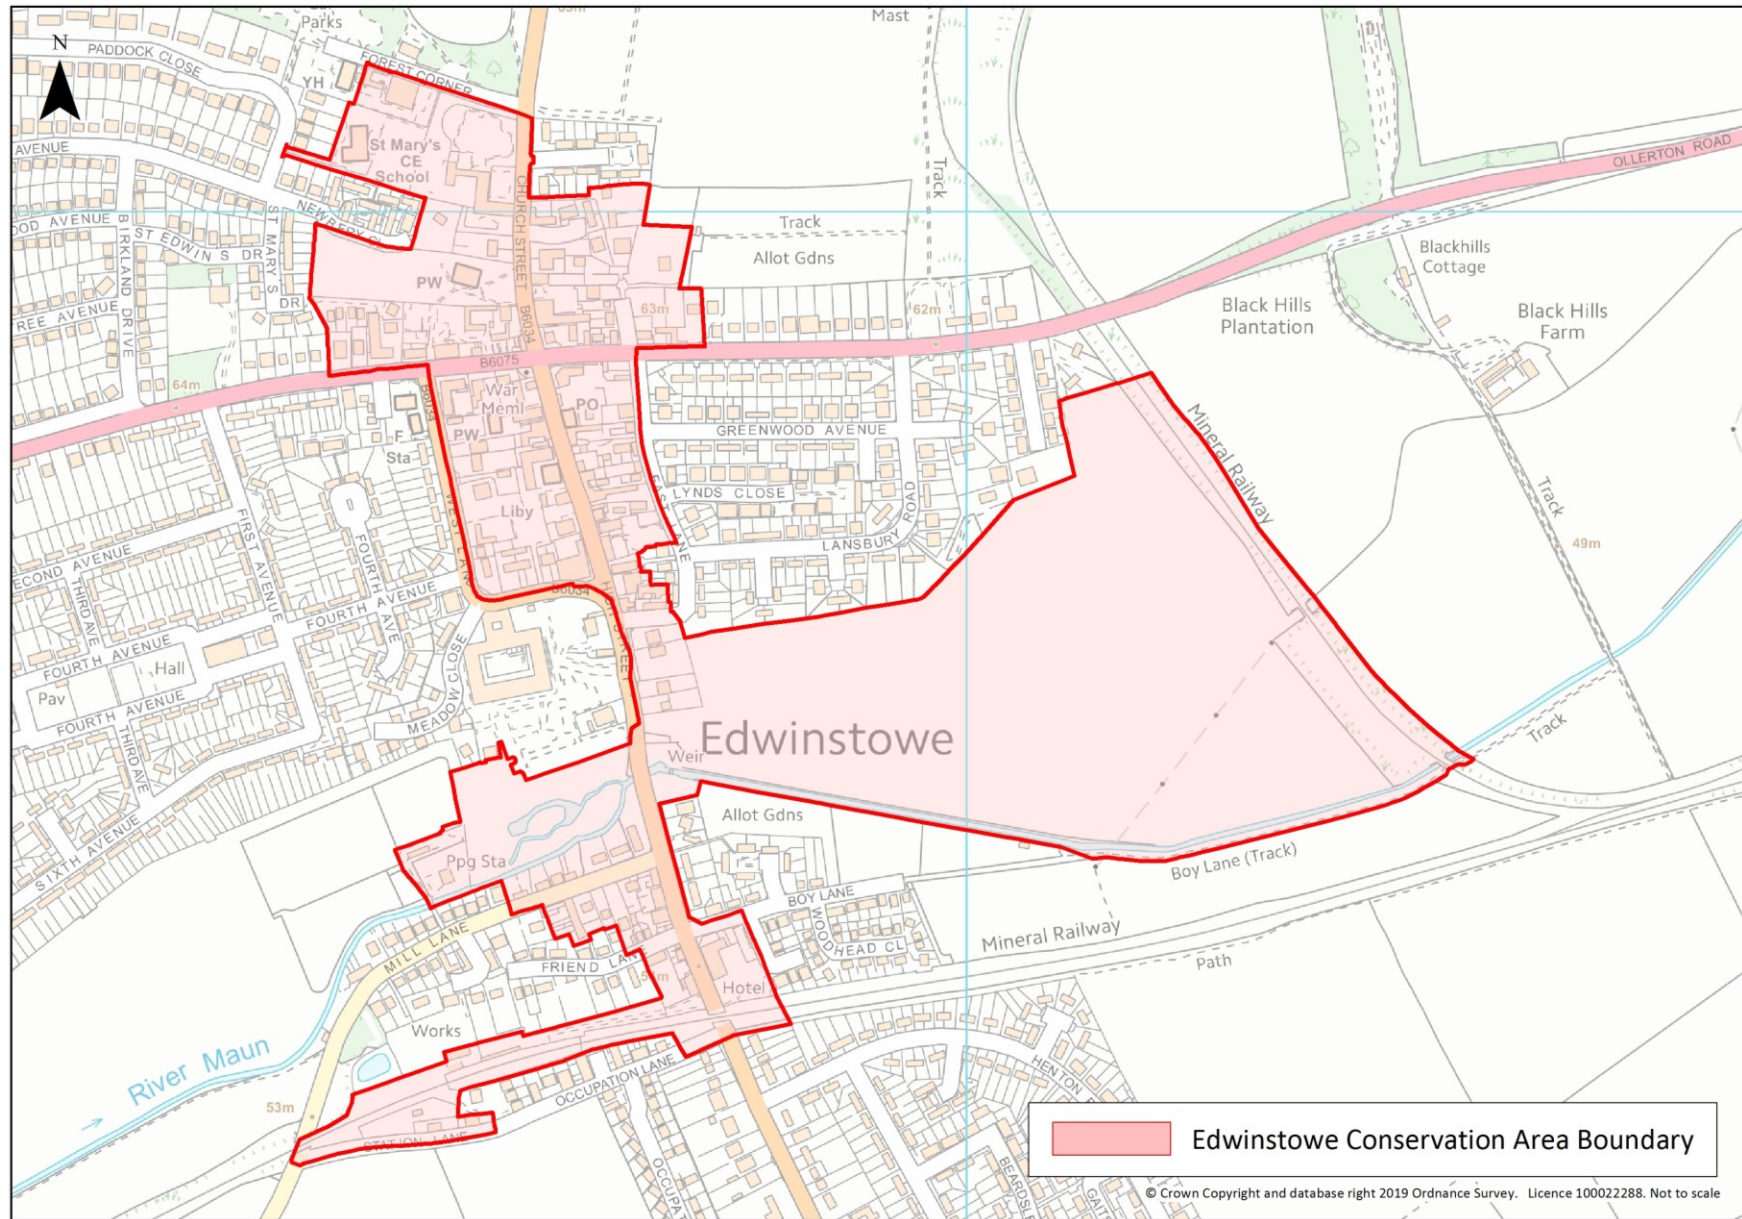 Parks
Mast
N
PADDOCK CLOSE
FOREST CORNER
YH
OLLERTON ROAD
AVENUE
St Mary's
CE
School
Track
CHURCH STREET
NEWBERY CL
ST MARY'S
DR
BIRKLAND DRIVE
ST EDWIN'S DR
Track
Allot Gdns
Blackhills
Cottage
PW
63m
62m
Black Hills
Plantation
Black Hills
Farm
TREE AVENUE
B6034
B6075
64m
B6034
War
Meml
PO
PW
F
Sta
GREENWOOD AVENUE
Mineral Railway
EAST LANE
LYNDS CLOSE
LANSBURY ROAD
WEST LANE
Liby
Track
49m
FIRST AVENUE
FOURTH AVE
SECOND AVENUE
THIRD AVE
FOURTH AVENUE
B6034
HIGH STREET
FOURTH AVENUE
Hall
Pav
FOURTH AVENUE
THIRD AVE
MEADOW CLOSE
Edwinstowe
Weir
Track
SIXTH AVENUE
Allot Gdns
Ppg Sta
Boy Lane (Track)
BOY LANE
WOODHEAD CL
MILL LANE
FRIEND LANE
Mineral Railway
Path
Hotel
Works
River Maun
53m
OCCUPATION LANE
STATION LANE
HENTON
Edwinstowe Conservation Area Boundary
© Crown Copyright and database right 2019 Ordnance Survey. Licence 100022288. Not to scale